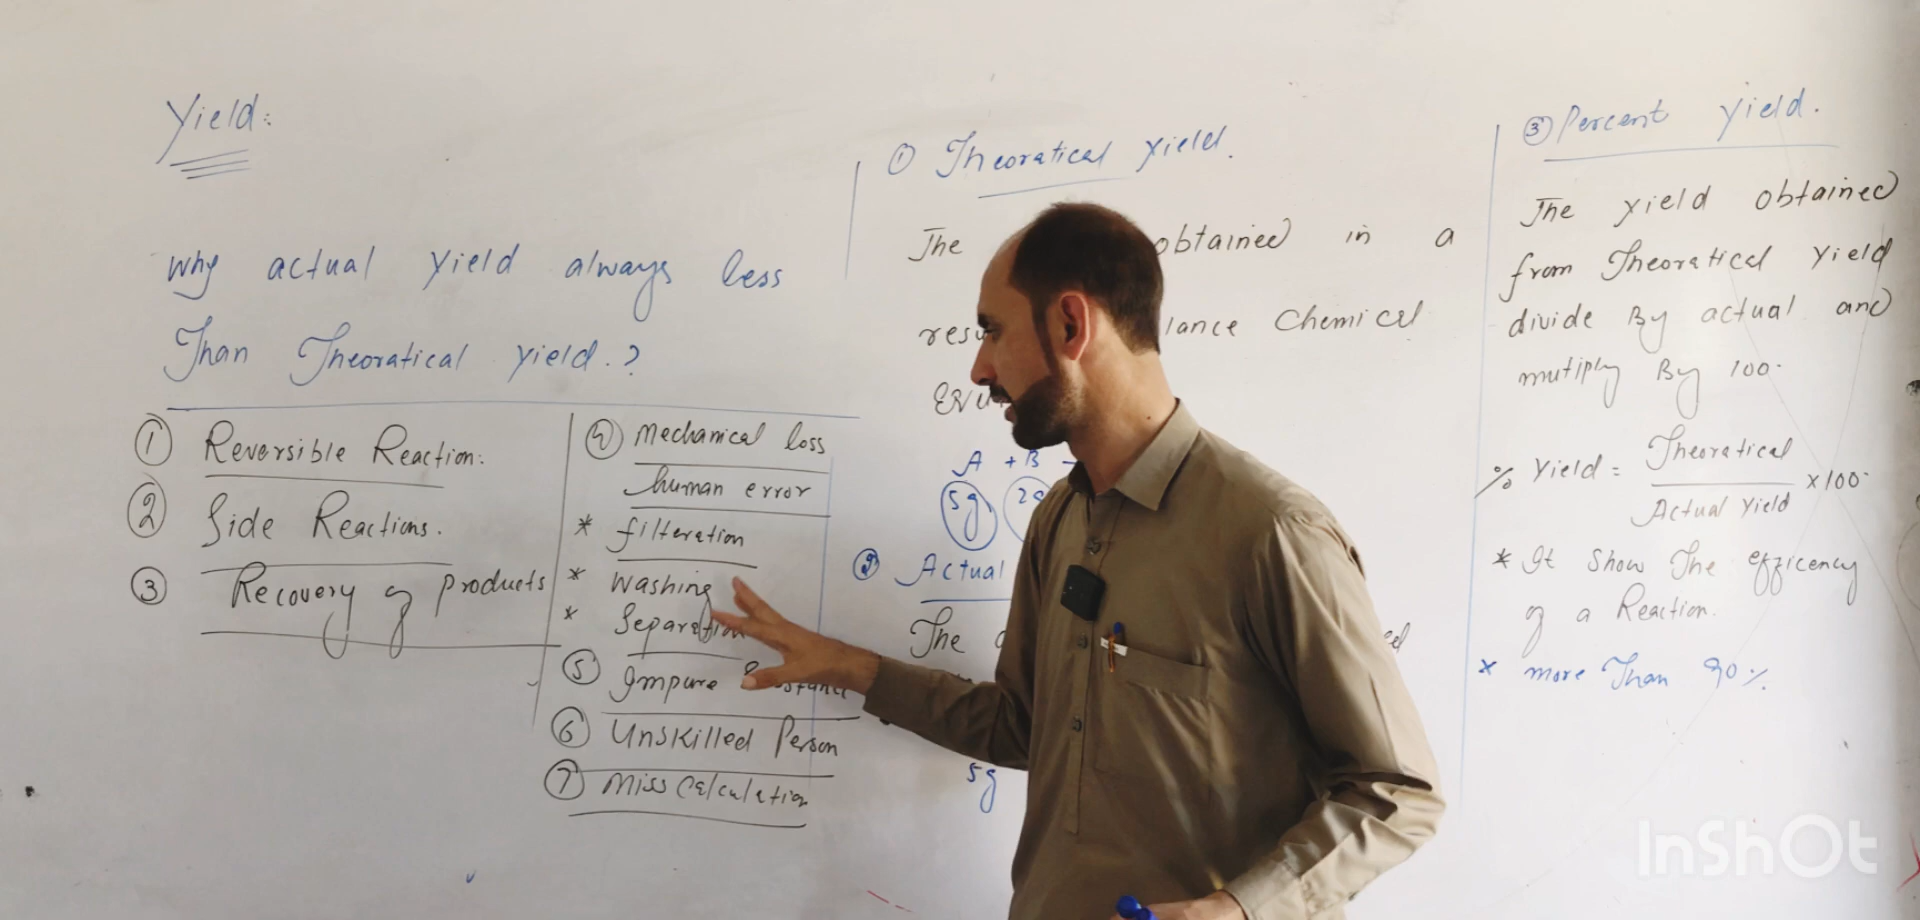 Yield:
Why actual Yield always less
Than Theoratical Yield.?
① Reversible Reaction.
② Side Reactions.
③ Recovery of Products
④ Mechanical loss
human error
* filteration
* Washing
* Separation
⑤ Impure
⑥ Unskilled Person
⑦ Miss Calculation
① Theoratical Yield.
The obtained in a
Chemical
A + B
5g
② Actual
The
5g
③ Percent Yield.
The Yield obtained
from Theoratical Yield
divide By actual and
mutiply By 100.
% Yield = Theoratical
Actual Yield
×100
* It Show The efficency
of a Reaction.
* more Than 90%
InShOt